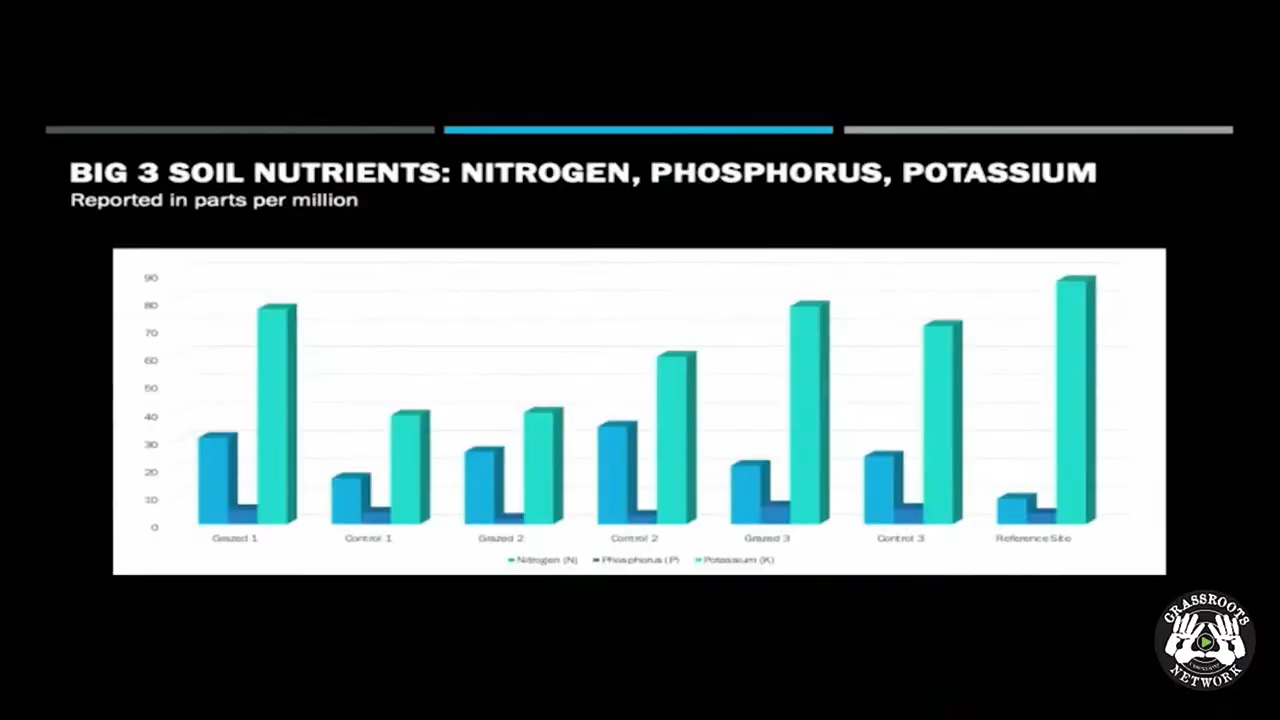 BIG 3 SOIL NUTRIENTS: NITROGEN, PHOSPHORUS, POTASSIUM
Reported in parts per million
90
80
70
60
50
40
30
20
10
0
Grazed 1 Control 1 Grazed 2 Control 2 Grazed 3 Control 3 Reference Site
Nitrogen (N) Phosphorus (P) Potassium (K)
GRASSROOTS
NETWORK